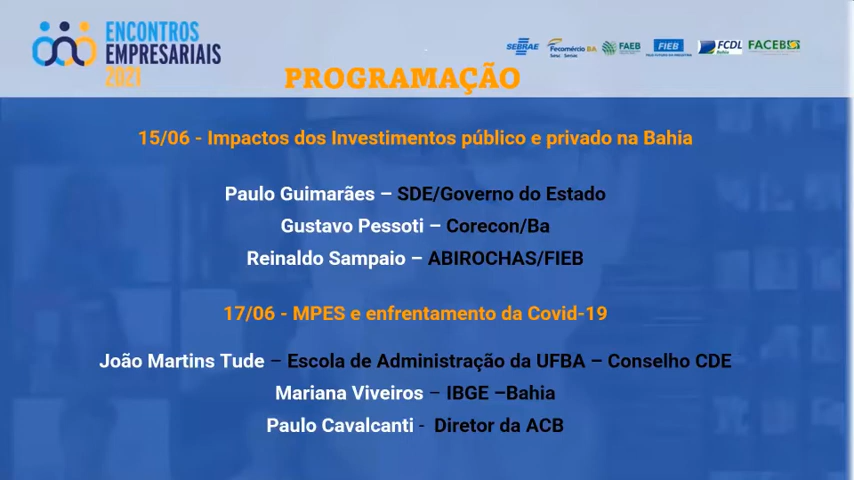 ENCONTROS
EMPRESARIAIS
2021
SEBRAE
Fecomércio BA
Sesc Senac
FAEB
FIEB
FCDL
Bahia
FACEB
PROGRAMAÇÃO
15/06 - Impactos dos Investimentos público e privado na Bahia
Paulo Guimarães – SDE/Governo do Estado
Gustavo Pessoti – Corecon/Ba
Reinaldo Sampaio – ABIROCHAS/FIEB
17/06 - MPES e enfrentamento da Covid-19
João Martins Tude – Escola de Administração da UFBA – Conselho CDE
Mariana Viveiros – IBGE –Bahia
Paulo Cavalcanti - Diretor da ACB